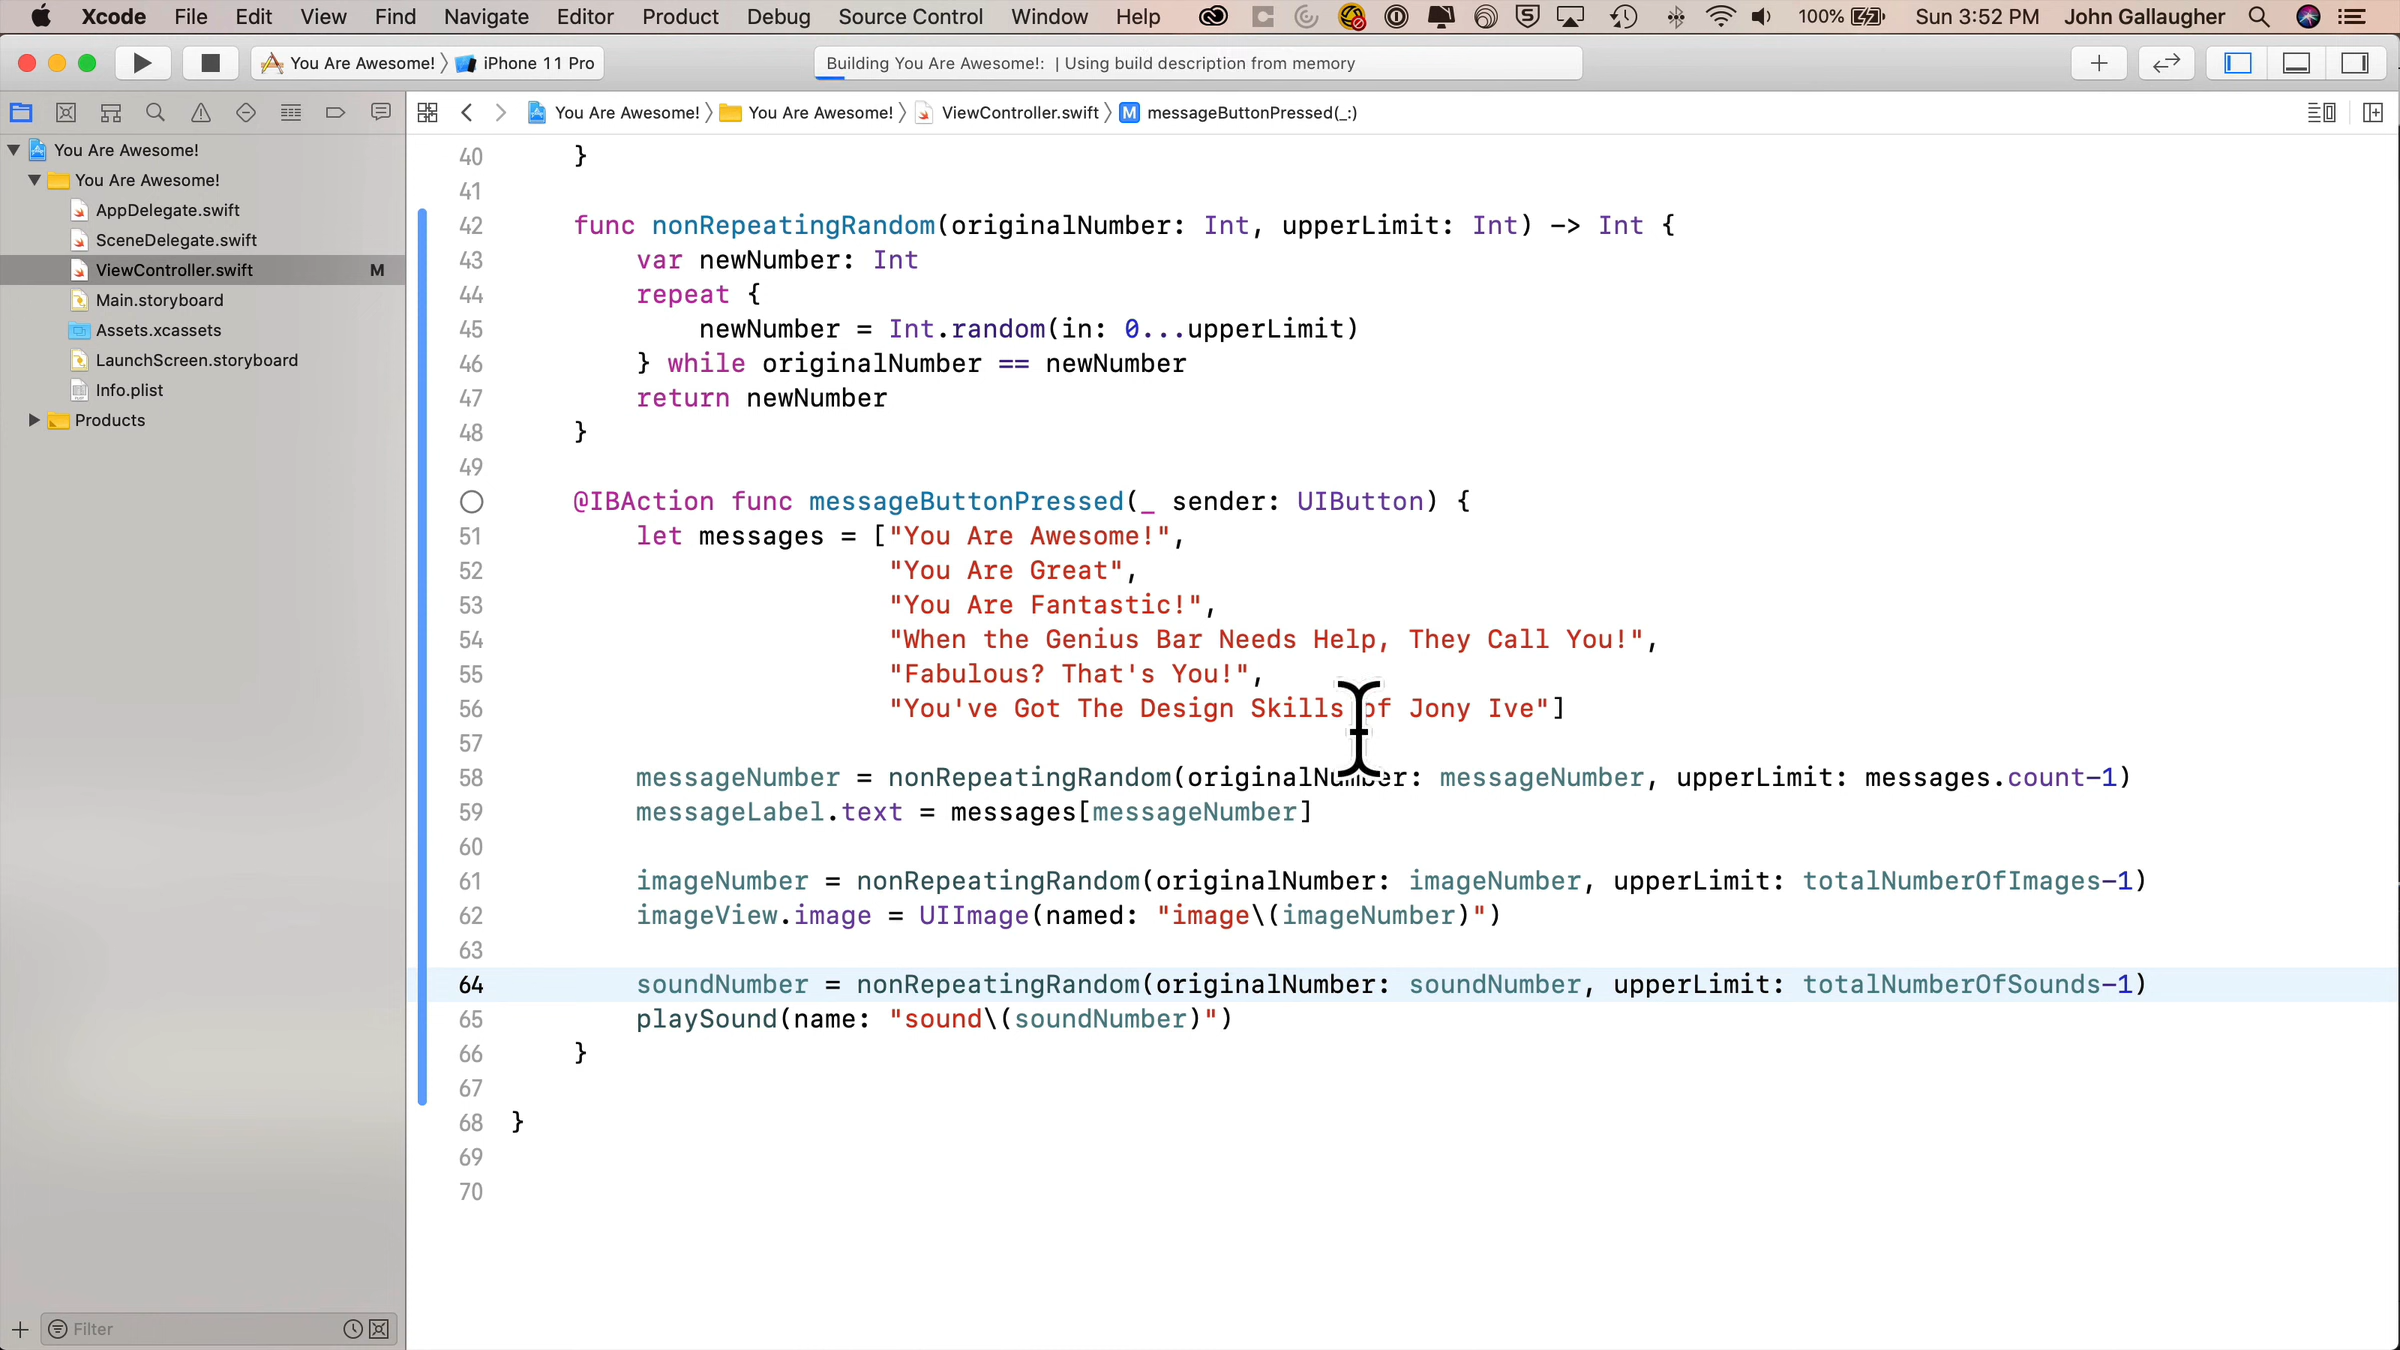 Xcode File Edit View Find Navigate Editor Product Debug Source Control Window Help 100% Sun 3:52 PM John Gallaugher
You Are Awesome! iPhone 11 Pro
Building You Are Awesome!: | Using build description from memory
You Are Awesome! You Are Awesome! ViewController.swift M messageButtonPressed(_:)
You Are Awesome!
You Are Awesome!
AppDelegate.swift
SceneDelegate.swift
ViewController.swift M
Main.storyboard
Assets.xcassets
LaunchScreen.storyboard
Info.plist
Products
Filter
40 }
41
42 func nonRepeatingRandom(originalNumber: Int, upperLimit: Int) -> Int {
43 var newNumber: Int
44 repeat {
45 newNumber = Int.random(in: 0...upperLimit)
46 } while originalNumber == newNumber
47 return newNumber
48 }
49
@IBAction func messageButtonPressed(_ sender: UIButton) {
51 let messages = ["You Are Awesome!",
52 "You Are Great",
53 "You Are Fantastic!",
54 "When the Genius Bar Needs Help, They Call You!",
55 "Fabulous? That's You!",
56 "You've Got The Design Skills of Jony Ive"]
57
58 messageNumber = nonRepeatingRandom(originalNumber: messageNumber, upperLimit: messages.count-1)
59 messageLabel.text = messages[messageNumber]
60
61 imageNumber = nonRepeatingRandom(originalNumber: imageNumber, upperLimit: totalNumberOfImages-1)
62 imageView.image = UIImage(named: "image\(imageNumber)")
63
64 soundNumber = nonRepeatingRandom(originalNumber: soundNumber, upperLimit: totalNumberOfSounds-1)
65 playSound(name: "sound\(soundNumber)")
66 }
67
68 }
69
70